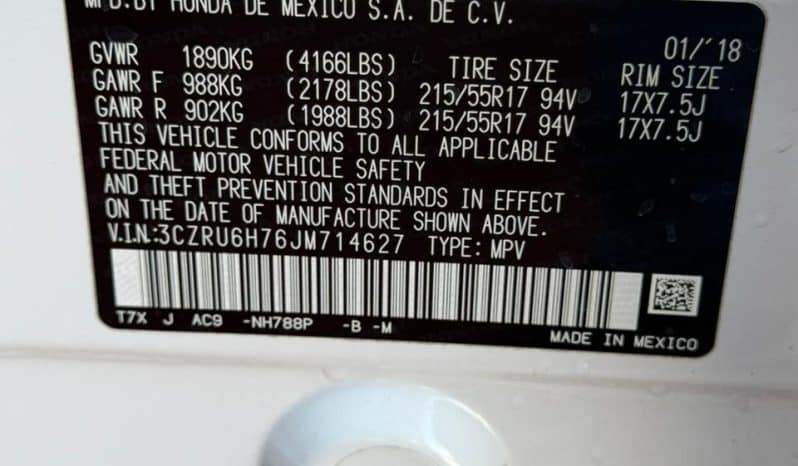 MFD.BY HONDA DE MEXICO S.A. DE C.V.
01/'18
GVWR 1890KG (4166LBS) TIRE SIZE RIM SIZE
GAWR F 988KG (2178LBS) 215/55R17 94V 17X7.5J
GAWR R 902KG (1988LBS) 215/55R17 94V 17X7.5J
THIS VEHICLE CONFORMS TO ALL APPLICABLE
FEDERAL MOTOR VEHICLE SAFETY
AND THEFT PREVENTION STANDARDS IN EFFECT
ON THE DATE OF MANUFACTURE SHOWN ABOVE.
V.I.N.:3CZRU6H76JM714627 TYPE: MPV
T7X J AC9 -NH788P -B -M
MADE IN MEXICO